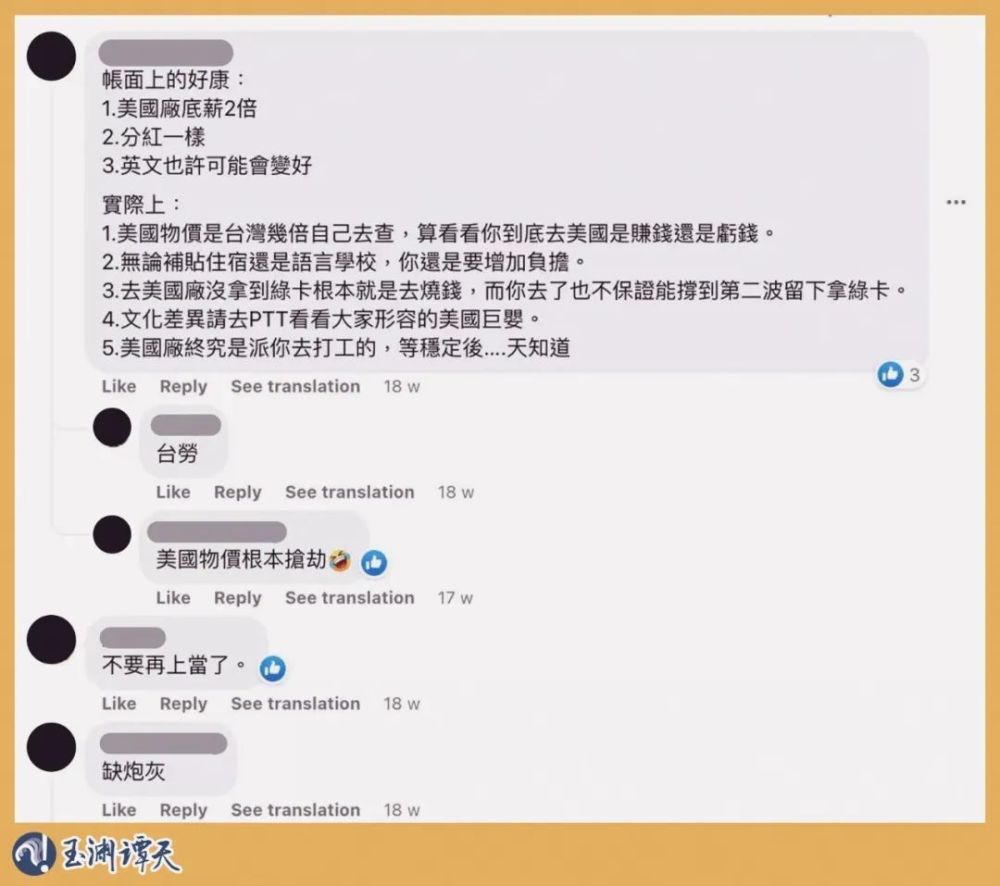 帳面上的好康：
1.美國廠底薪2倍
2.分紅一樣
3.英文也許可能會變好
實際上：
1.美國物價是台灣幾倍自己去查，算看看你到底去美國是賺錢還是虧錢。
2.無論補貼住宿還是語言學校，你還是要增加負擔。
3.去美國廠沒拿到綠卡根本就是去燒錢，而你去了也不保證能撐到第二波留下拿綠卡。
4.文化差異請去PTT看看大家形容的美國巨嬰。
5.美國廠終究是派你去打工的，等穩定後....天知道
3
Like Reply See translation 18 w
台勞
Like Reply See translation 18 w
美國物價根本搶劫🤣
Like Reply See translation 17 w
不要再上當了。
Like Reply See translation 18 w
缺炮灰
Like Reply See translation 18 w
玉渊谭天